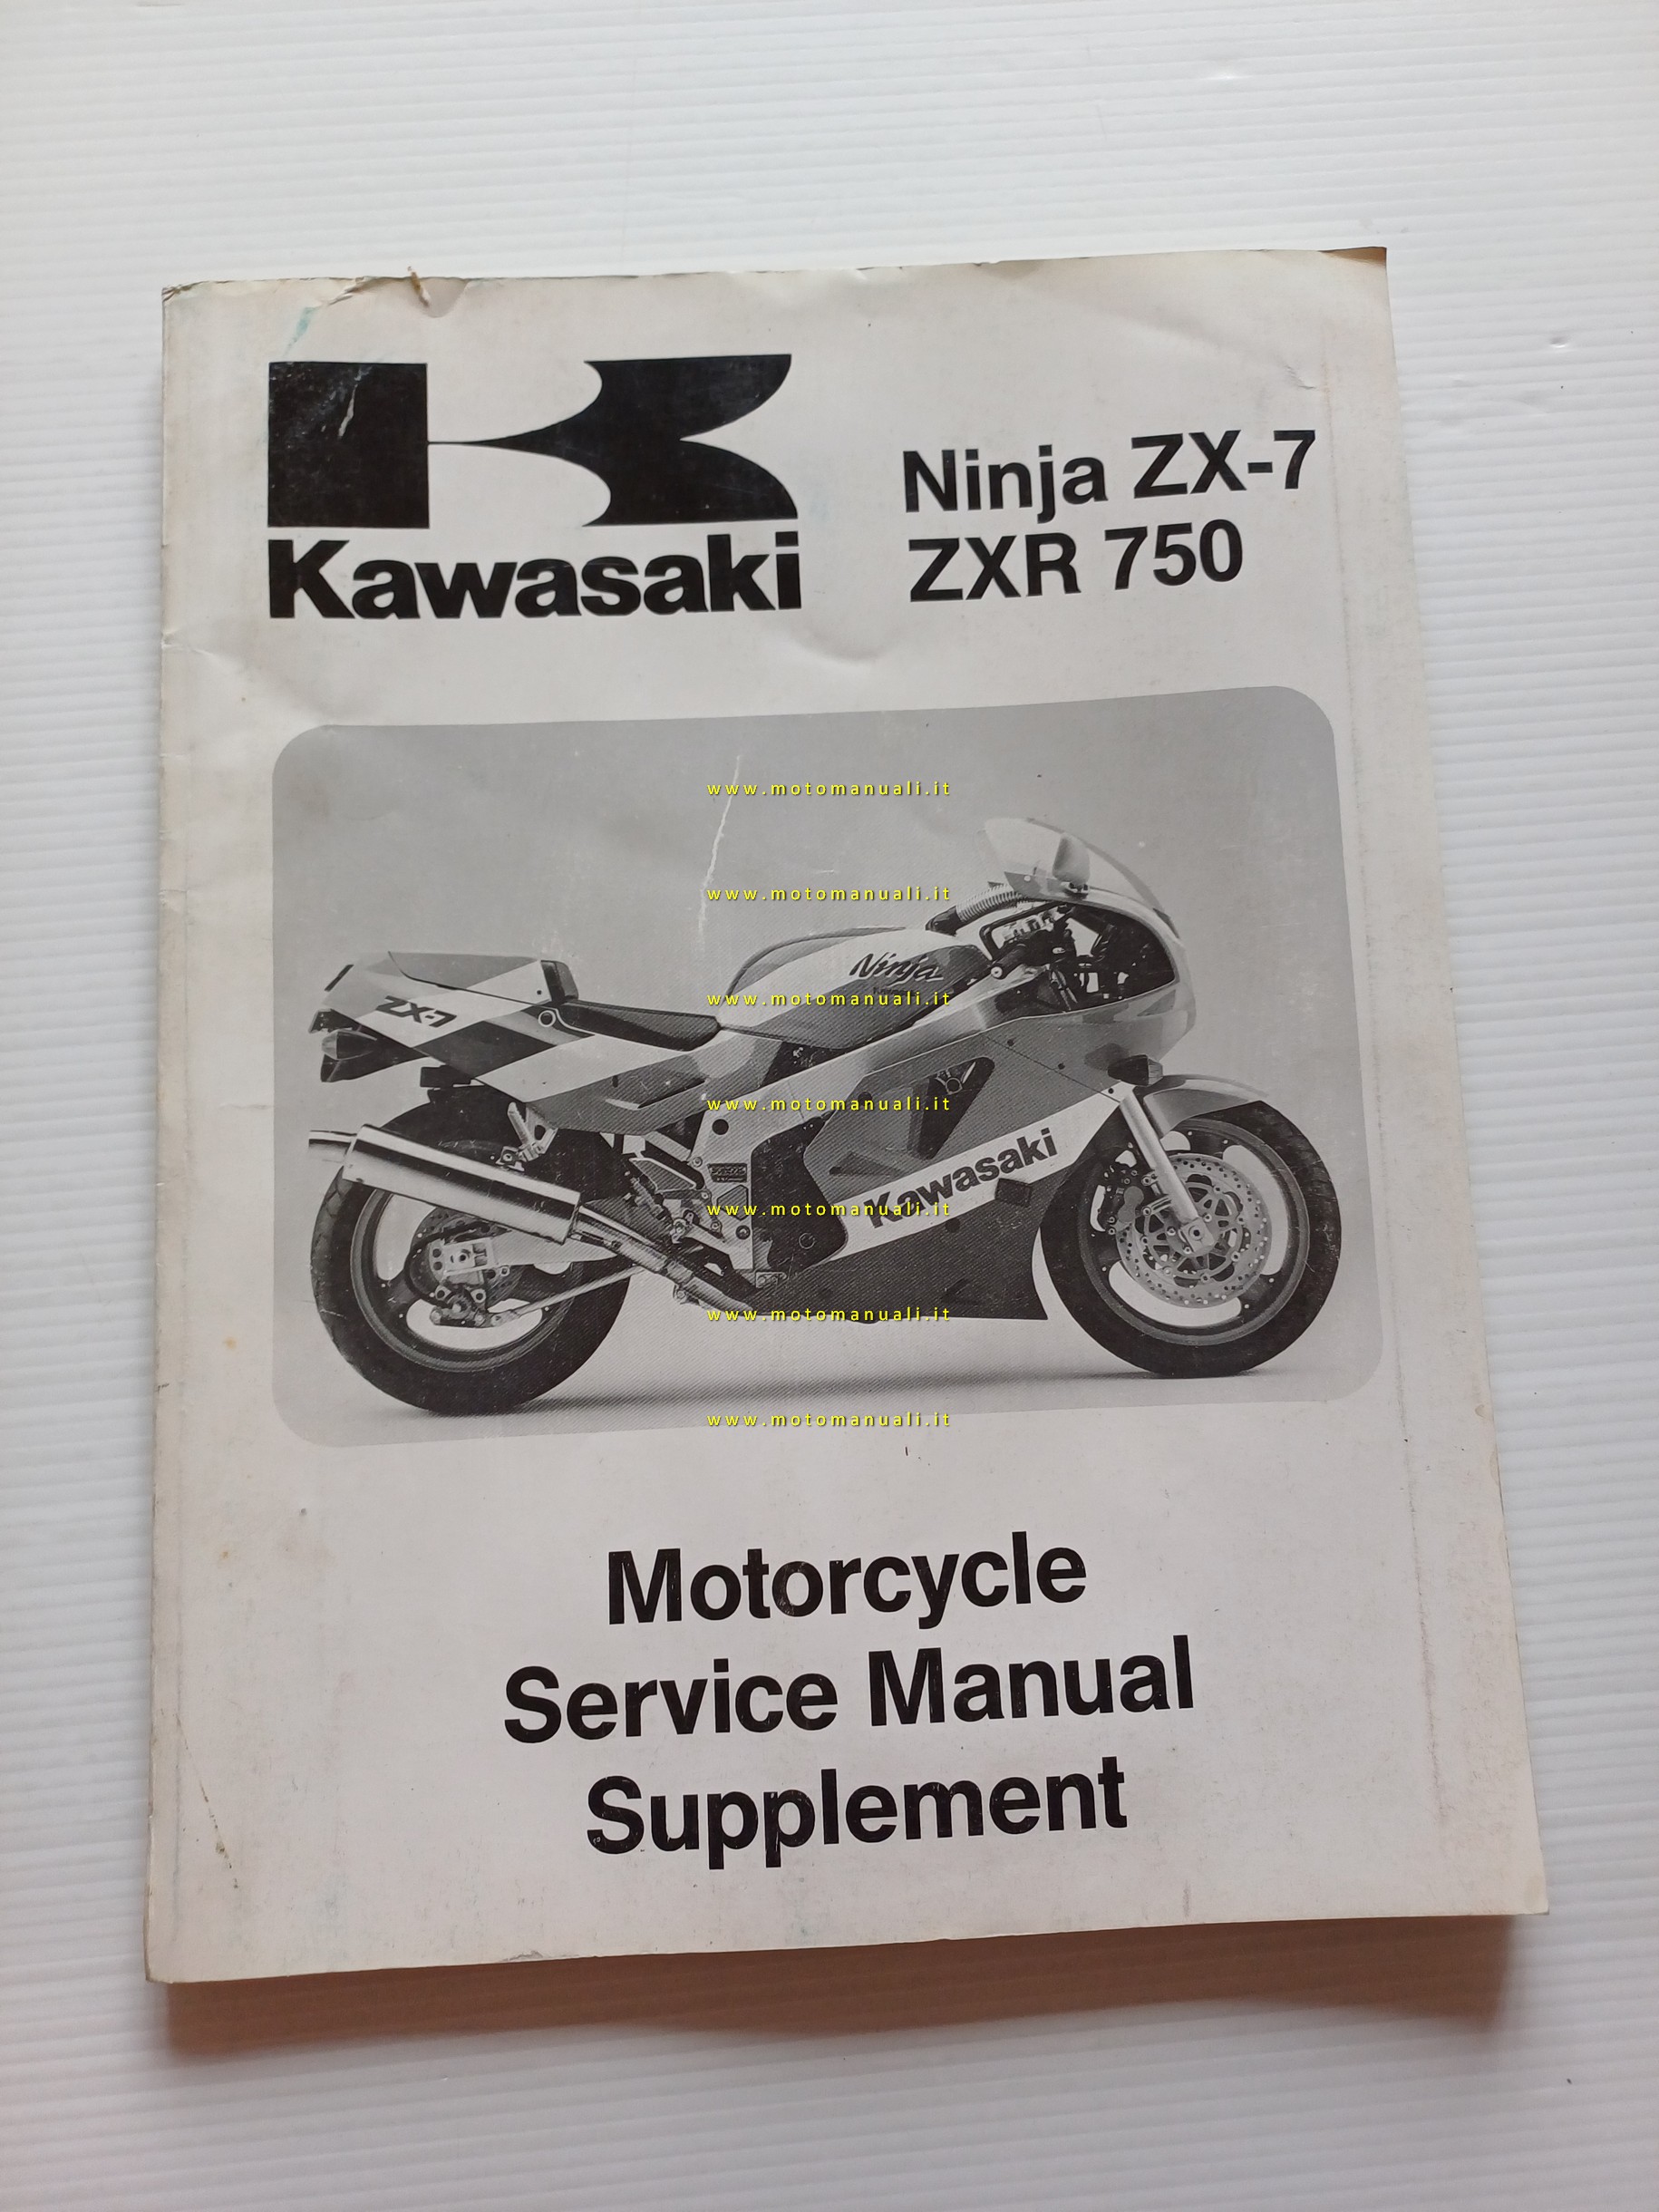 Kawasaki
Ninja ZX-7
ZXR 750
www.motomanuali.it
www.motomanuali.it
Ninja
www.motomanuali.it
ZX-7
www.motomanuali.it
Kawasaki
www.motomanuali.it
www.motomanuali.it
www.motomanuali.it
Motorcycle
Service Manual
Supplement